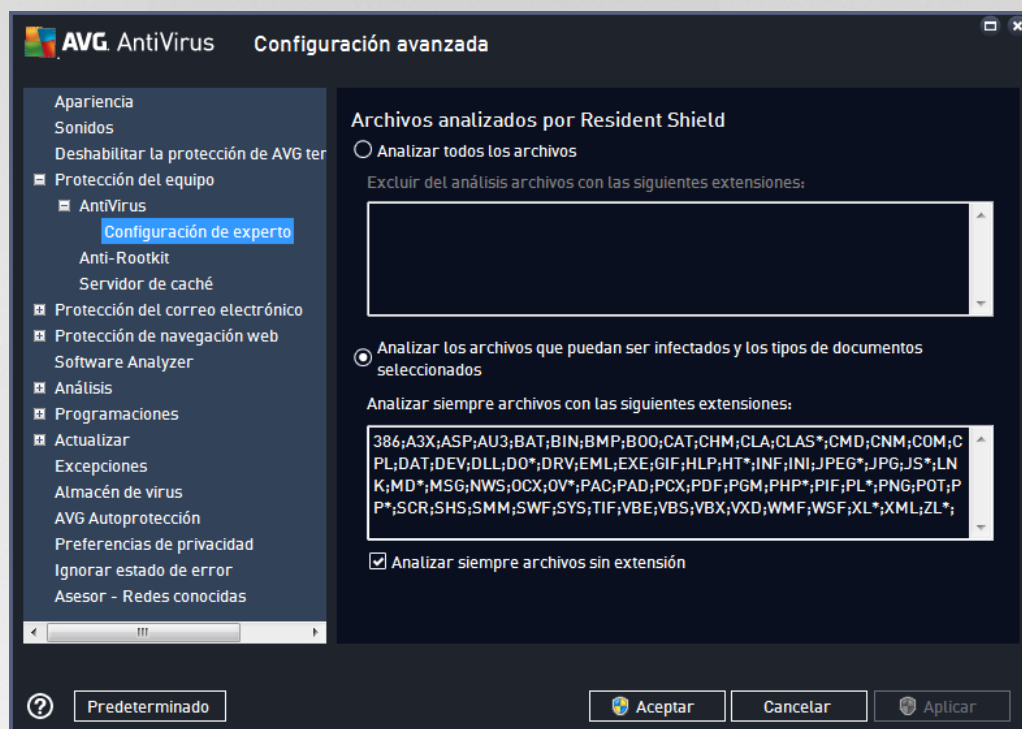 AVG. AntiVirus Configuración avanzada
Apariencia
Sonidos
Deshabilitar la protección de AVG ter
Protección del equipo
AntiVirus
Configuración de experto
Anti-Rootkit
Servidor de caché
Protección del correo electrónico
Protección de navegación web
Software Analyzer
Análisis
Programaciones
Actualizar
Excepciones
Almacén de virus
AVG Autoprotección
Preferencias de privacidad
Ignorar estado de error
Asesor - Redes conocidas
Archivos analizados por Resident Shield
Analizar todos los archivos
Excluir del análisis archivos con las siguientes extensiones:
Analizar los archivos que puedan ser infectados y los tipos de documentos
seleccionados
Analizar siempre archivos con las siguientes extensiones:
386;A3X;ASP;AU3;BAT;BIN;BMP;BOO;CAT;CHM;CLA;CLAS*;CMD;CNM;COM;C
PL;DAT;DEV;DLL;DO*;DRV;EML;EXE;GIF;HLP;HT*;INF;INI;JPEG*;JPG;JS*;LN
K;MD*;MSG;NWS;OCX;OV*;PAC;PAD;PCX;PDF;PGM;PHP*;PIF;PL*;PNG;POT;P
P*;SCR;SHS;SMM;SWF;SYS;TIF;VBE;VBS;VBX;VXD;WMF;WSF;XL*;XML;ZL*;
Analizar siempre archivos sin extensión
Predeterminado
Aceptar
Cancelar
Aplicar